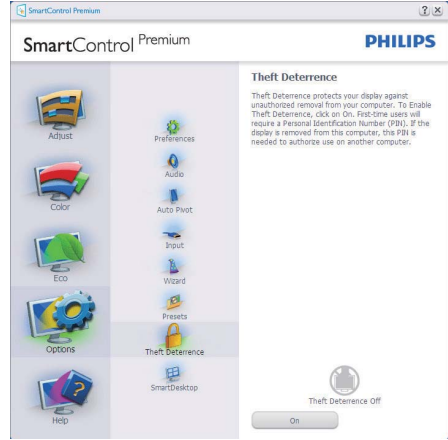 SmartControl Premium
? X
SmartControl Premium
PHILIPS
Adjust
Color
Eco
Options
Help
Preferences
Audio
Auto Pivot
Input
Wizard
Presets
Theft Deterrence
SmartDesktop
Theft Deterrence
Theft Deterrence protects your display against
unauthorized removal from your computer. To Enable
Theft Deterrence, click on On. First-time users will
require a Personal Identification Number (PIN). If the
display is removed from this computer, this PIN is
needed to authorize use on another computer.
Theft Deterrence Off
On